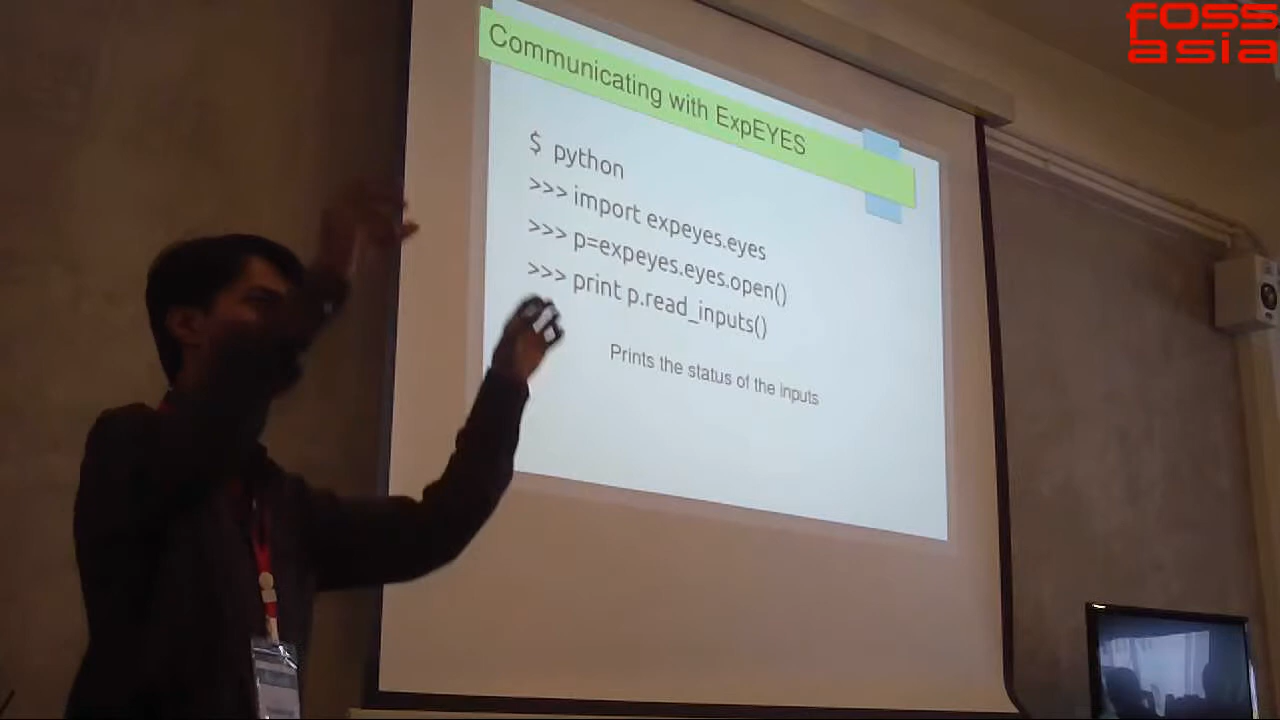 Communicating with ExpEYES
$ python
>>> import expeyes.eyes
>>> p=expeyes.eyes.open()
>>> print p.read_inputs()
Prints the status of the inputs
foss
asia